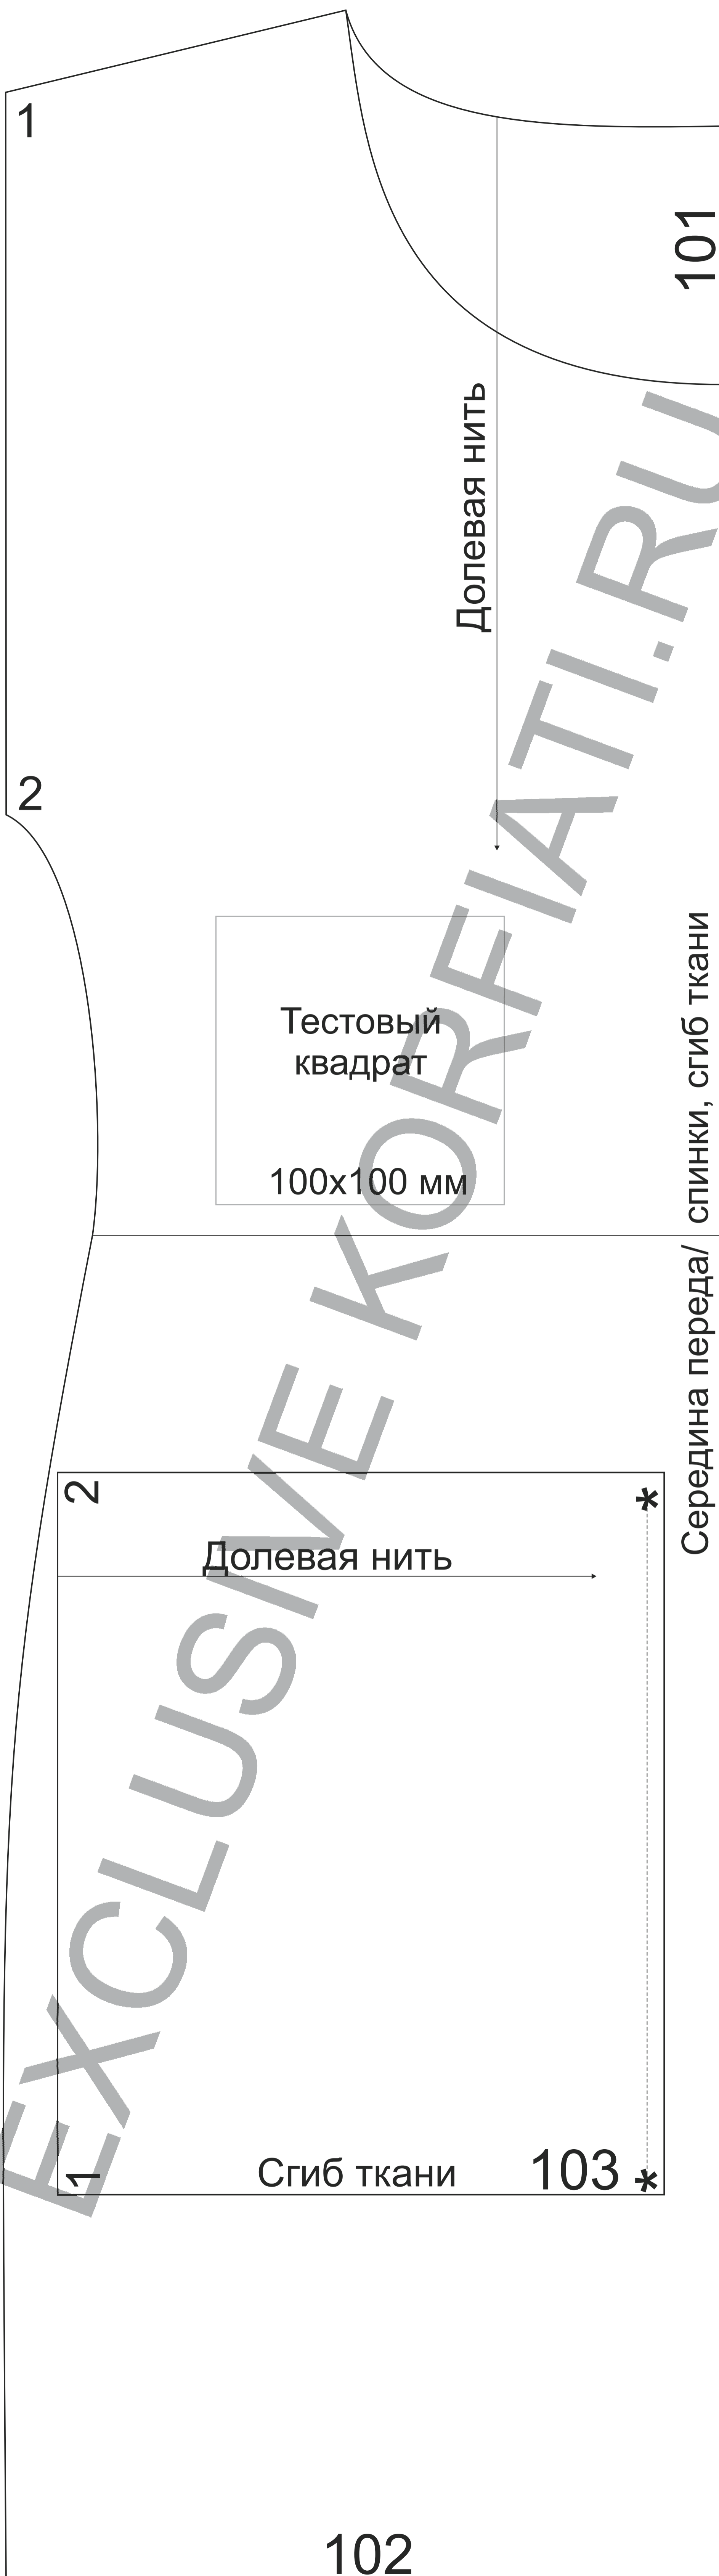 1
101
Долевая нить
2
Тестовый
квадрат
100х100 мм
Середина переда/ спинки, сгиб ткани
2
*
Долевая нить
1
Сгиб ткани
103
*
102
EXCLUSIVE KORFIATI.RU